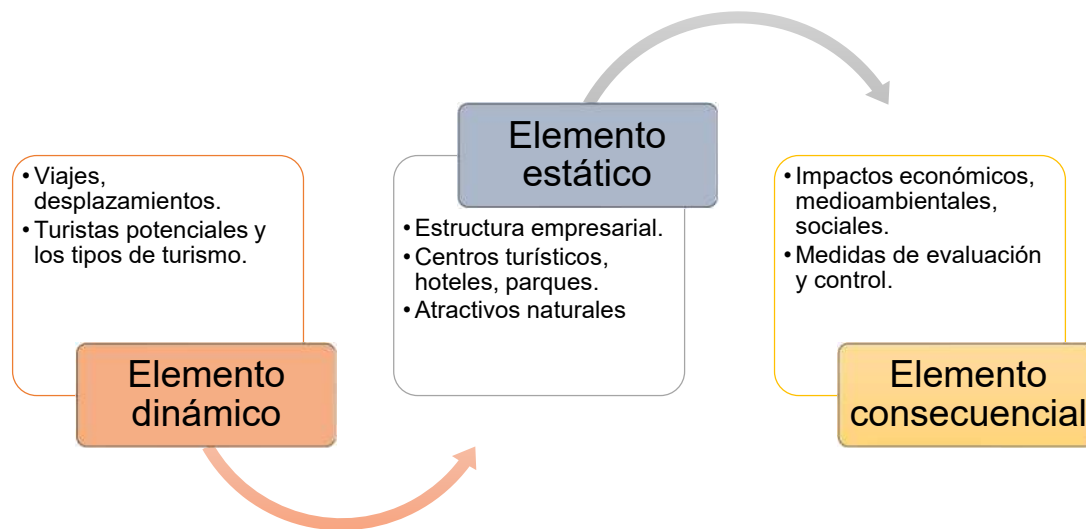 • Viajes,
desplazamientos.
• Turistas potenciales y
los tipos de turismo.
Elemento
dinámico
Elemento
estático
• Estructura empresarial.
• Centros turísticos,
hoteles, parques.
• Atractivos naturales
• Impactos económicos,
medioambientales,
sociales.
• Medidas de evaluación
y control.
Elemento
consecuencial